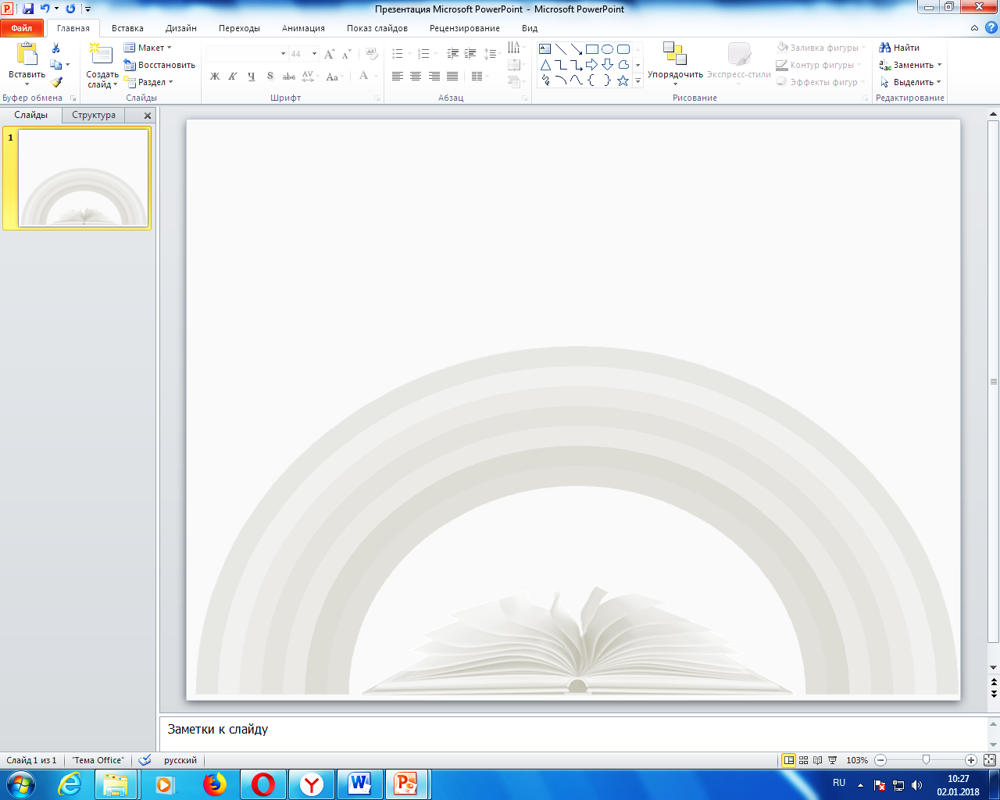 Презентация Microsoft PowerPoint - Microsoft PowerPoint
Файл Главная Вставка Дизайн Переходы Анимация Показ слайдов Рецензирование Вид
Вставить
Буфер обмена
Создать слайд
Макет
Восстановить
Раздел
Слайды
44
Ж К Ч S abc AV Aa А
Шрифт
Абзац
Упорядочить
Экспресс-стили
Заливка фигуры
Контур фигуры
Эффекты фигур
Рисование
Найти
Заменить
Выделить
Редактирование
Слайды Структура
1
Заметки к слайду
Слайд 1 из 1 "Тема Office" русский 103%
RU 10:27
02.01.2018